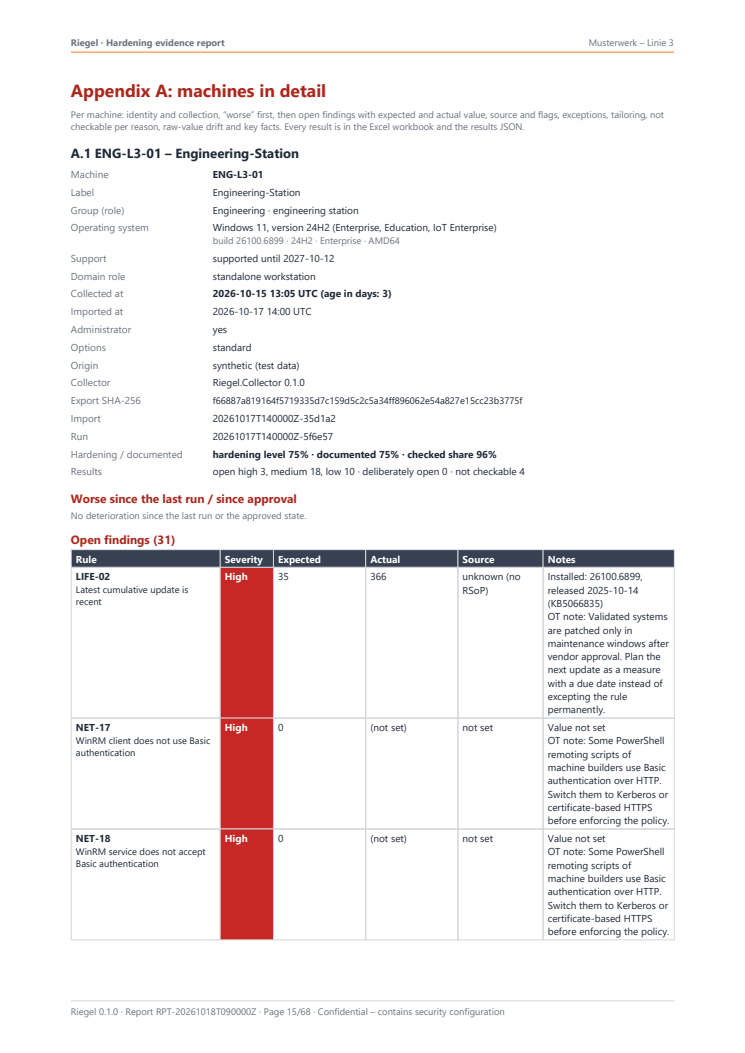 Riegel · Hardening evidence report
Musterwerk – Linie 3
Appendix A: machines in detail
Per machine: identity and collection, “worse” first, then open findings with expected and actual value, source and flags, exceptions, tailoring, not
checkable per reason, raw-value drift and key facts. Every result is in the Excel workbook and the results JSON.
A.1 ENG-L3-01 – Engineering-Station
Machine ENG-L3-01
Label Engineering-Station
Group (role) Engineering · engineering station
Operating system Windows 11, version 24H2 (Enterprise, Education, IoT Enterprise)
build 26100.6899 · 24H2 · Enterprise · AMD64
Support supported until 2027-10-12
Domain role standalone workstation
Collected at 2026-10-15 13:05 UTC (age in days: 3)
Imported at 2026-10-17 14:00 UTC
Administrator yes
Options standard
Origin synthetic (test data)
Collector Riegel.Collector 0.1.0
Export SHA-256 f66887a819164f5719335d7c159d5c2c5a34ff896062e54a827e15cc23b3775f
Import 20261017T140000Z-35d1a2
Run 20261017T140000Z-5f6e57
Hardening / documented hardening level 75% · documented 75% · checked share 96%
Results open high 3, medium 18, low 10 · deliberately open 0 · not checkable 4
Worse since the last run / since approval
No deterioration since the last run or the approved state.
Open findings (31)
Rule Severity Expected Actual Source Notes
LIFE-02
Latest cumulative update is
recent
High
35
366
unknown (no
RSoP)
Installed: 26100.6899,
released 2025-10-14
(KB5066835)
OT note: Validated systems
are patched only in
maintenance windows after
vendor approval. Plan the
next update as a measure
with a due date instead of
excepting the rule
permanently.
NET-17
WinRM client does not use Basic
authentication
High
0
(not set)
not set
Value not set
OT note: Some PowerShell
remoting scripts of
machine builders use Basic
authentication over HTTP.
Switch them to Kerberos or
certificate-based HTTPS
before enforcing the policy.
NET-18
WinRM service does not accept
Basic authentication
High
0
(not set)
not set
Value not set
OT note: Some PowerShell
remoting scripts of
machine builders use Basic
authentication over HTTP.
Switch them to Kerberos or
certificate-based HTTPS
before enforcing the policy.
Riegel 0.1.0 · Report RPT-20261018T090000Z · Page 15/68 · Confidential – contains security configuration